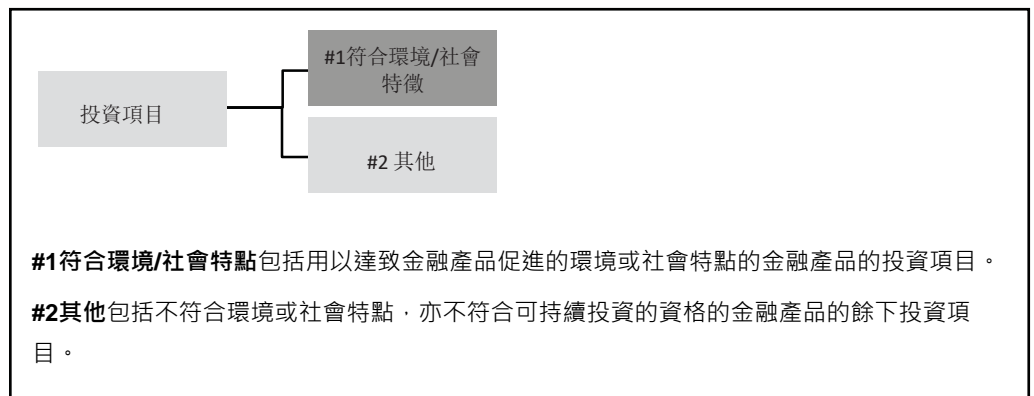 #1符合環境/社會
特徵
投資項目
#2 其他
#1符合環境/社會特點包括用以達致金融產品促進的環境或社會特點的金融產品的投資項目。
#2其他包括不符合環境或社會特點，亦不符合可持續投資的資格的金融產品的餘下投資項
目。